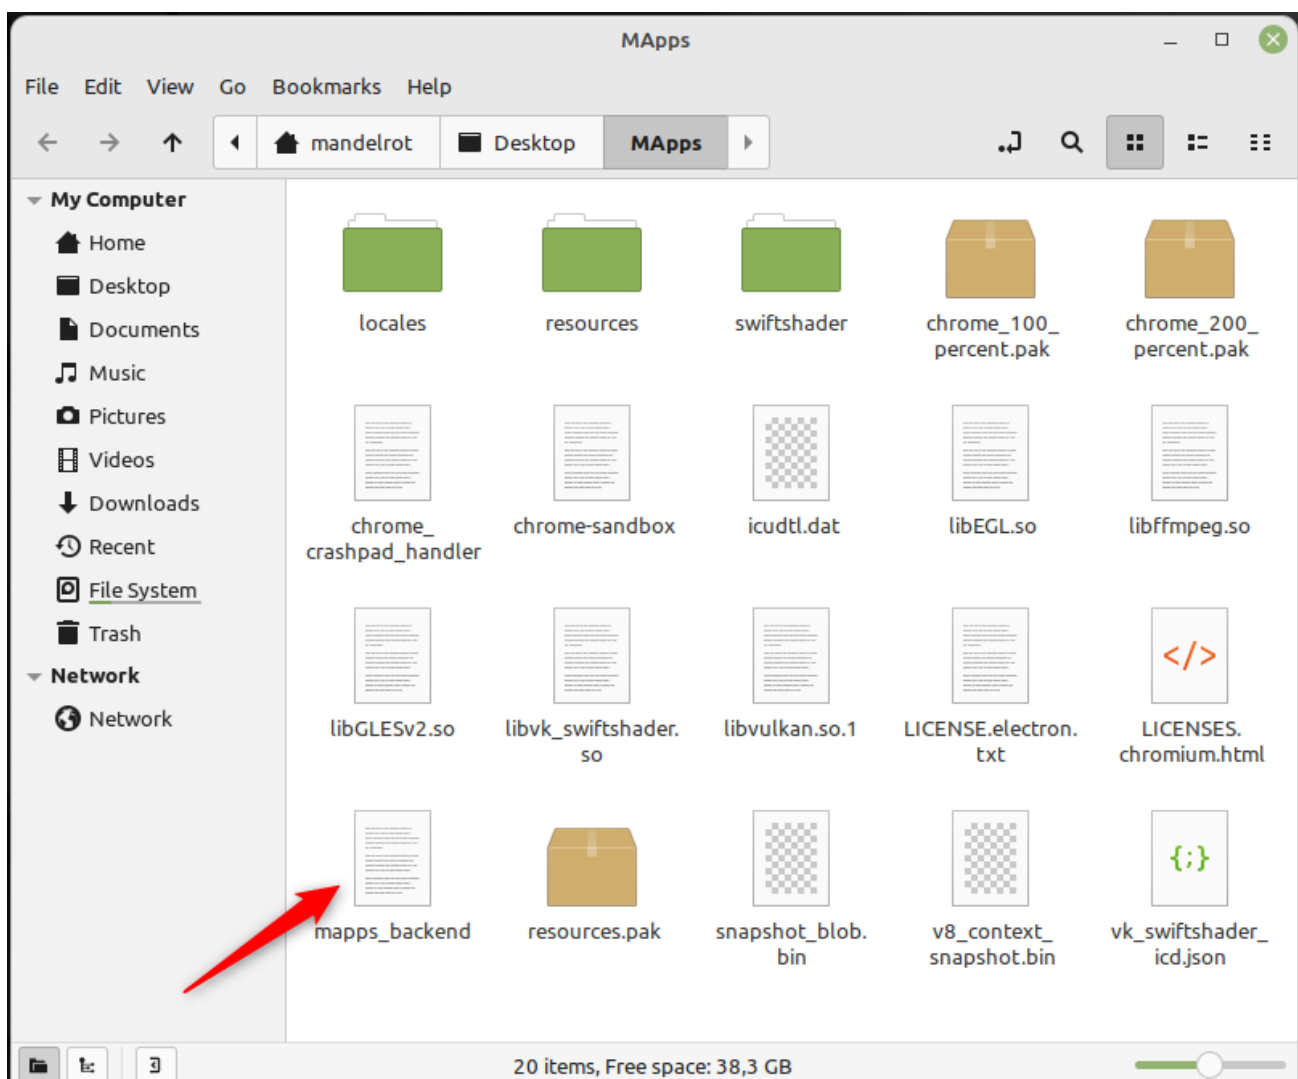 MApps
File Edit View Go Bookmarks Help
mandelrot Desktop MApps
My Computer
Home
Desktop
Documents
Music
Pictures
Videos
Downloads
Recent
File System
Trash
Network
Network
locales resources swiftshader chrome_100_ chrome_200_
percent.pak percent.pak
chrome_ chrome-sandbox icudtl.dat libEGL.so libffmpeg.so
crashpad_handler
libGLESv2.so libvk_swiftshader. libvulkan.so.1 LICENSE.electron. LICENSES.
so txt chromium.html
mapps_backend resources.pak snapshot_blob. v8_context_ vk_swiftshader_
bin snapshot.bin icd.json
20 items, Free space: 38,3 GB